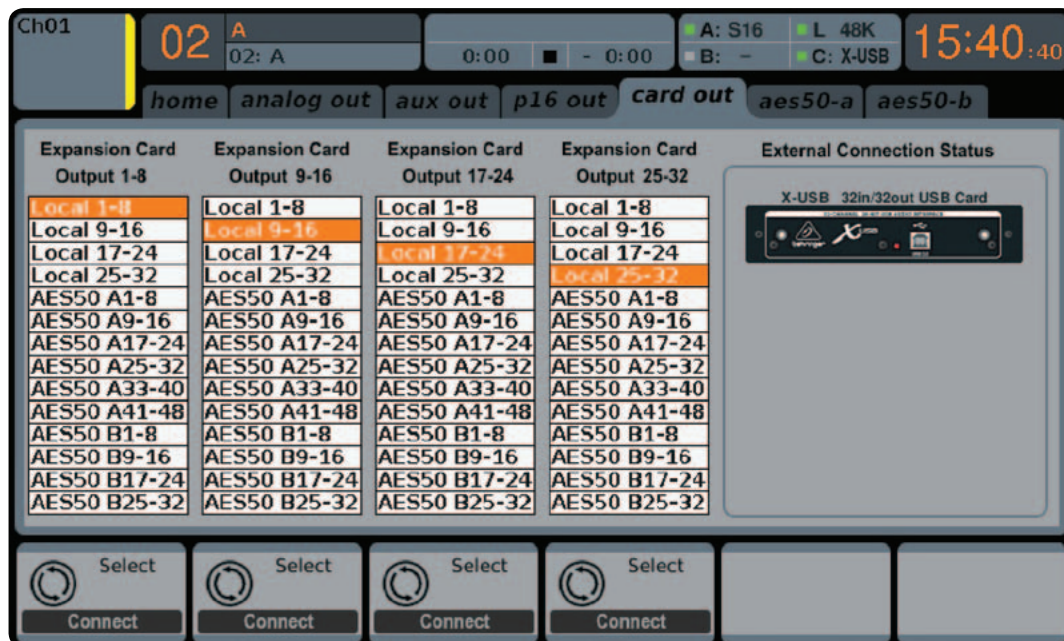 Ch01
02
A
02: A
0:00 - 0:00
A: S16
B: -
L 48K
C: X-USB
15:40:40
home analog out aux out p16 out card out aes50-a aes50-b
Expansion Card
Output 1-8
Local 1-8
Local 9-16
Local 17-24
Local 25-32
AES50 A1-8
AES50 A9-16
AES50 A17-24
AES50 A25-32
AES50 A33-40
AES50 A41-48
AES50 B1-8
AES50 B9-16
AES50 B17-24
AES50 B25-32
Expansion Card
Output 9-16
Local 1-8
Local 9-16
Local 17-24
Local 25-32
AES50 A1-8
AES50 A9-16
AES50 A17-24
AES50 A25-32
AES50 A33-40
AES50 A41-48
AES50 B1-8
AES50 B9-16
AES50 B17-24
AES50 B25-32
Expansion Card
Output 17-24
Local 1-8
Local 9-16
Local 17-24
Local 25-32
AES50 A1-8
AES50 A9-16
AES50 A17-24
AES50 A25-32
AES50 A33-40
AES50 A41-48
AES50 B1-8
AES50 B9-16
AES50 B17-24
AES50 B25-32
Expansion Card
Output 25-32
Local 1-8
Local 9-16
Local 17-24
Local 25-32
AES50 A1-8
AES50 A9-16
AES50 A17-24
AES50 A25-32
AES50 A33-40
AES50 A41-48
AES50 B1-8
AES50 B9-16
AES50 B17-24
AES50 B25-32
External Connection Status
X-USB 32in/32out USB Card
behringer
X USB
Select
Connect
Select
Connect
Select
Connect
Select
Connect